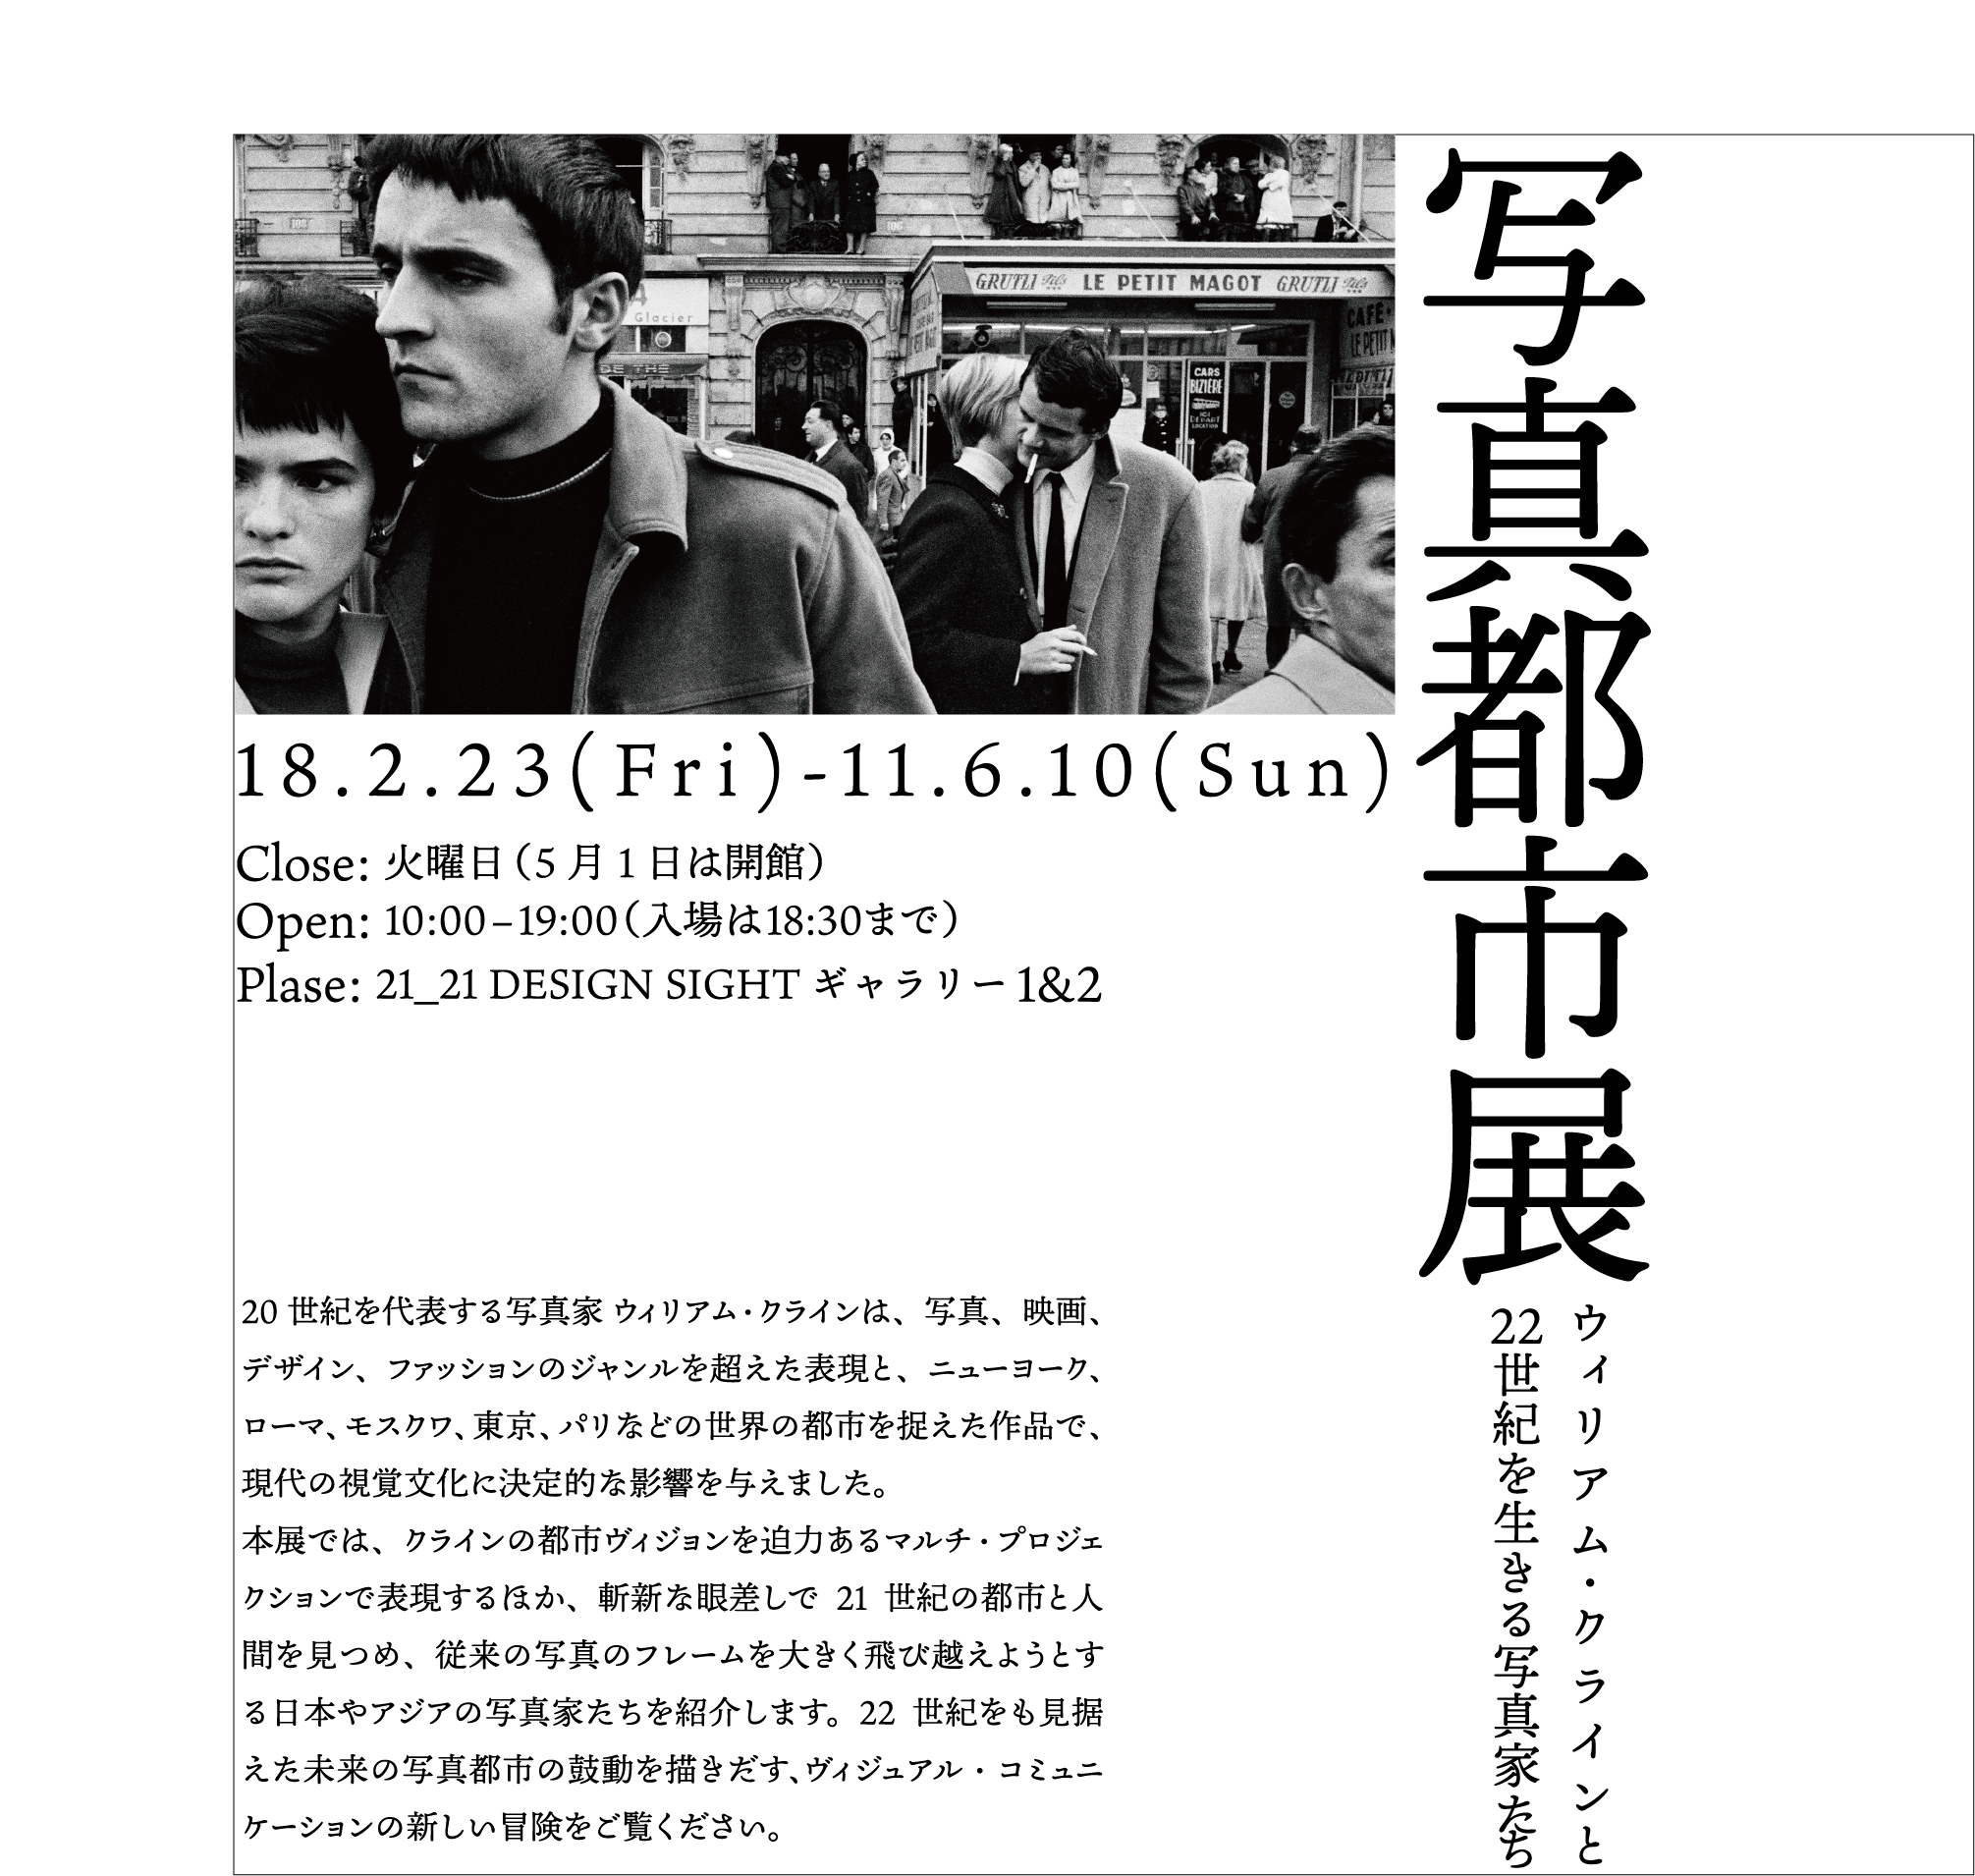 写真都市展
ウィリアム・クラインと
22世紀を生きる写真家たち
GRUTLI Fils LE PETIT MAGOT GRUTLI Fils
Glacier
DE THE
CARS
BIZIÈRE
ICI
DÉPART
LOCATION
CAFÉ
LE PETIT
18.2.23(Fri)-11.6.10(Sun)
Close: 火曜日(5月1日は開館)
Open: 10:00–19:00(入場は18:30まで)
Plase: 21_21 DESIGN SIGHT ギャラリー 1&2
20 世紀を代表する写真家 ウィリアム・クラインは、写真、映画、
デザイン、ファッションのジャンルを超えた表現と、ニューヨーク、
ローマ、モスクワ、東京、パリなどの世界の都市を捉えた作品で、
現代の視覚文化に決定的な影響を与えました。
本展では、クラインの都市ヴィジョンを迫力あるマルチ・プロジェ
クションで表現するほか、斬新な眼差しで 21 世紀の都市と人
間を見つめ、従来の写真のフレームを大きく飛び越えようとす
る日本やアジアの写真家たちを紹介します。22 世紀をも見据
えた未来の写真都市の鼓動を描きだす、ヴィジュアル・コミュニ
ケーションの新しい冒険をご覧ください。